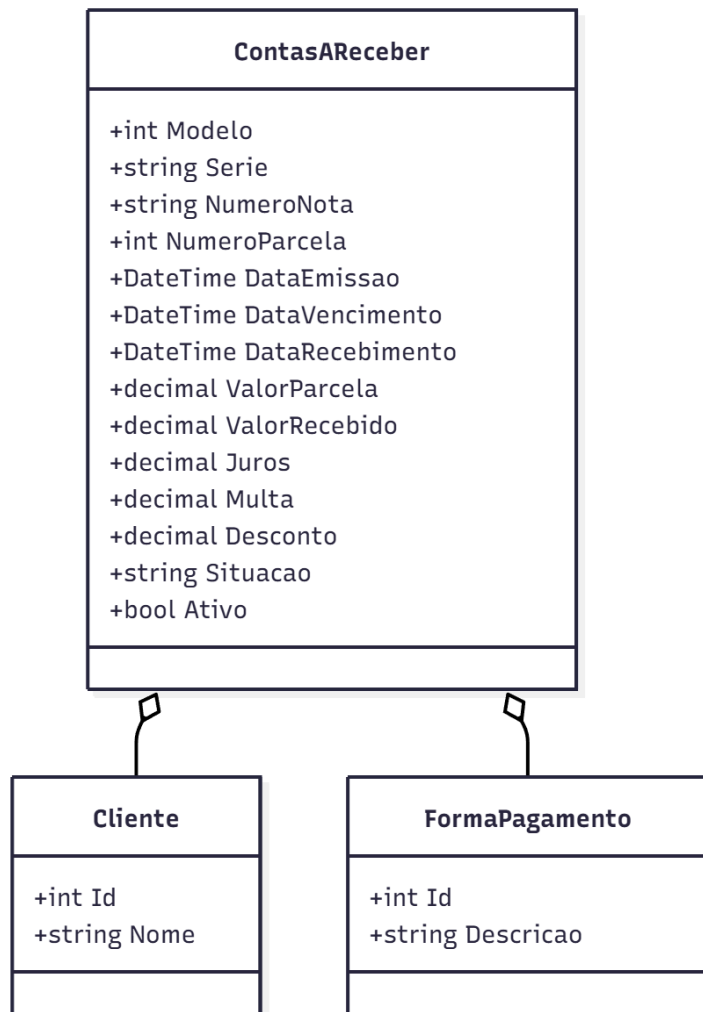 ContasAReceber
+int Modelo
+string Serie
+string NumeroNota
+int NumeroParcela
+DateTime DataEmissao
+DateTime DataVencimento
+DateTime DataRecebimento
+decimal ValorParcela
+decimal ValorRecebido
+decimal Juros
+decimal Multa
+decimal Desconto
+string Situacao
+bool Ativo
Cliente
+int Id
+string Nome
FormaPagamento
+int Id
+string Descricao